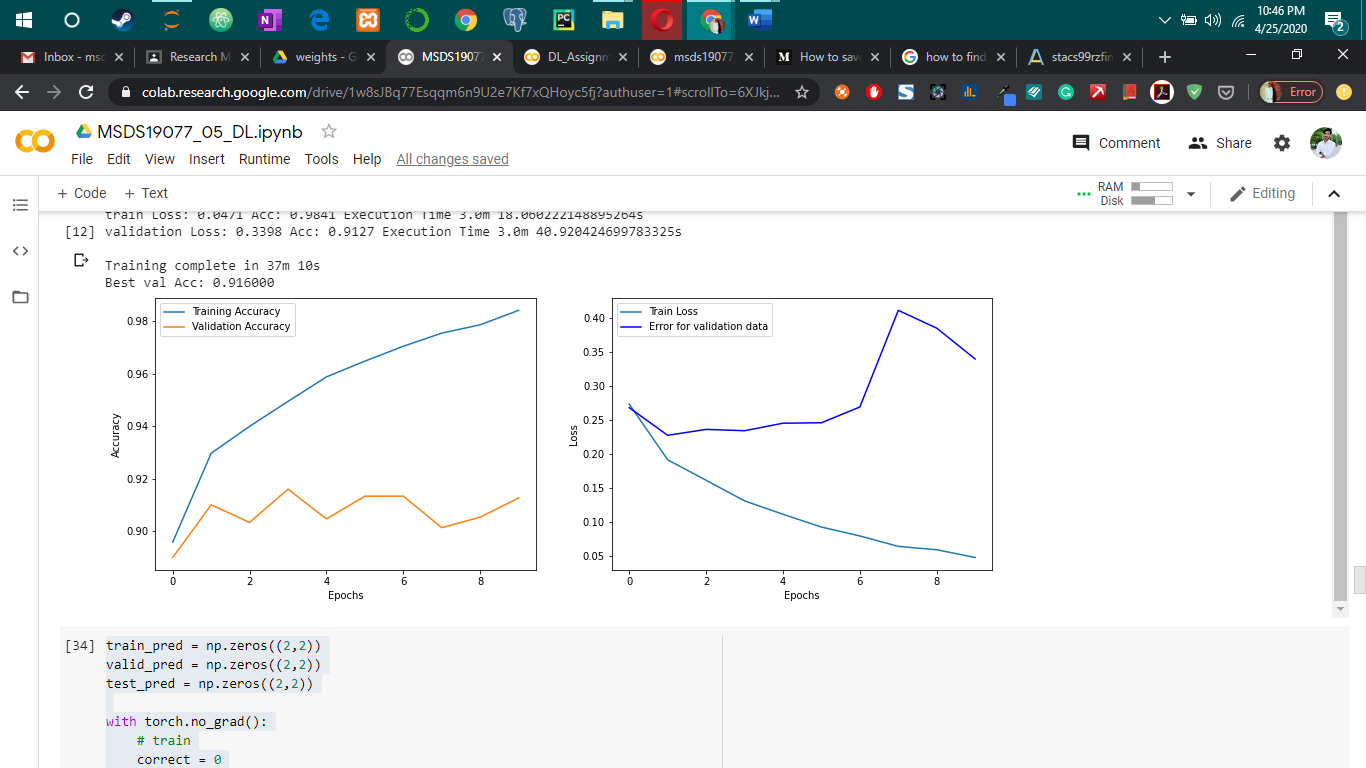 10:46 PM
4/25/2020
2
Inbox - msc
Research M
weights - G
MSDS1907
DL_Assignm
msds19077
How to save
how to find
stacs99rzfin
colab.research.google.com/drive/1w8sJBq77Esqqm6n9U2e7Kf7xQHoyc5fj?authuser=1#scrollTo=6XJkj...
Error
MSDS19077_05_DL.ipynb
File Edit View Insert Runtime Tools Help All changes saved
Comment
Share
+ Code + Text
RAM
Disk
Editing
train Loss: 0.0471 Acc: 0.9841 Execution Time 3.0m 18.0602221488895264s
[12] validation Loss: 0.3398 Acc: 0.9127 Execution Time 3.0m 40.920424699783325s
Training complete in 37m 10s
Best val Acc: 0.916000
Training Accuracy
Validation Accuracy
0.98
0.96
0.94
0.92
0.90
Accuracy
0 2 4 6 8
Epochs
Train Loss
Error for validation data
0.40
0.35
0.30
0.25
0.20
0.15
0.10
0.05
Loss
0 2 4 6 8
Epochs
[34] train_pred = np.zeros((2,2))
valid_pred = np.zeros((2,2))
test_pred = np.zeros((2,2))
with torch.no_grad():
# train
correct = 0